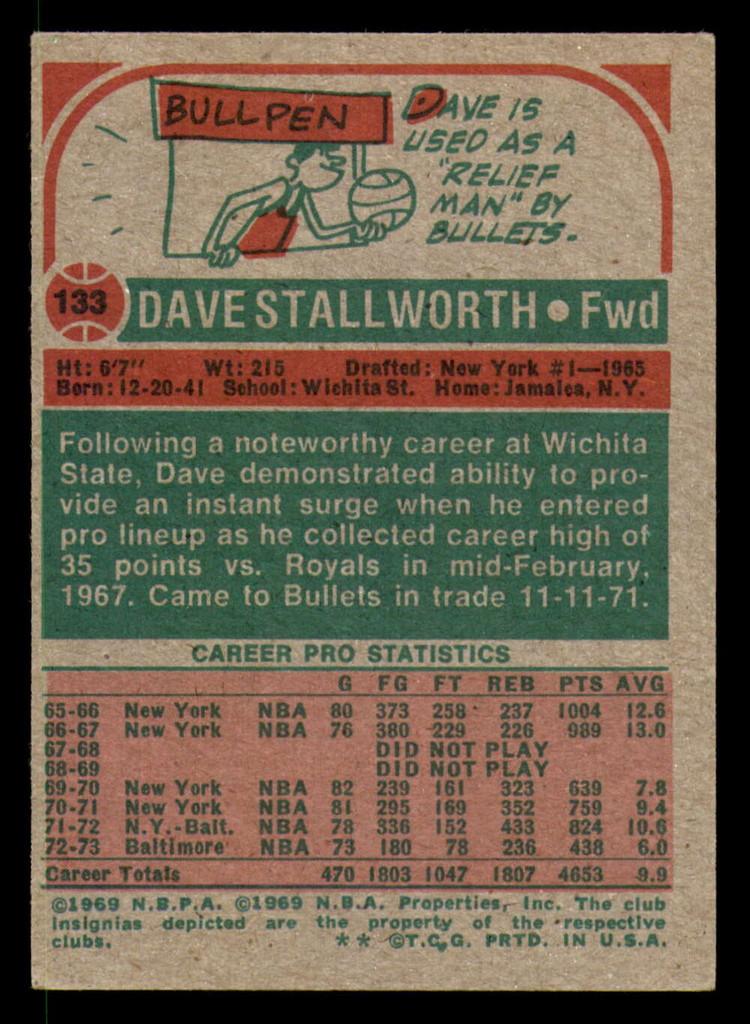 BULLPEN
DAVE IS
USED AS A
"RELIEF
MAN" BY
BULLETS.
133 DAVE STALLWORTH • Fwd
Ht: 6'7" Wt: 215 Drafted: New York #1—1965
Born: 12-20-41 School: Wichita St. Home: Jamaica, N.Y.
Following a noteworthy career at Wichita
State, Dave demonstrated ability to pro-
vide an instant surge when he entered
pro lineup as he collected career high of
35 points vs. Royals in mid-February,
1967. Came to Bullets in trade 11-11-71.
CAREER PRO STATISTICS
G FG FT REB PTS AVG
65-66 New York NBA 80 373 258 237 1004 12.6
66-67 New York NBA 76 380 229 226 989 13.0
67-68 DID NOT PLAY
68-69 DID NOT PLAY
69-70 New York NBA 82 239 161 323 639 7.8
70-71 New York NBA 81 295 169 352 759 9.4
71-72 N.Y.-Balt. NBA 78 336 152 433 824 10.6
72-73 Baltimore NBA 73 180 78 236 438 6.0
Career Totals 470 1803 1047 1807 4653 9.9
©1969 N.B.P.A. ©1969 N.B.A. Properties, Inc. The club
insignias depicted are the property of the respective
clubs. ** ©T.C.G. PRTD. IN U.S.A.